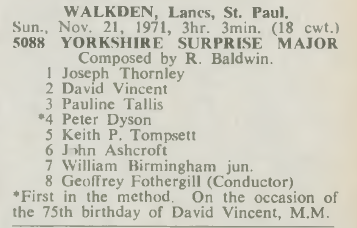 WALKDEN, Lancs, St. Paul.
Sun., Nov. 21, 1971, 3hr. 3min. (18 cwt.)
5088 YORKSHIRE SURPRISE MAJOR
Composed by R. Baldwin.
1 Joseph Thornley
2 David Vincent
3 Pauline Tallis
*4 Peter Dyson
5 Keith P. Tompsett
6 John Ashcroft
7 William Birmingham jun.
8 Geoffrey Fothergill (Conductor)
*First in the method. On the occasion of
the 75th birthday of David Vincent, M.M.